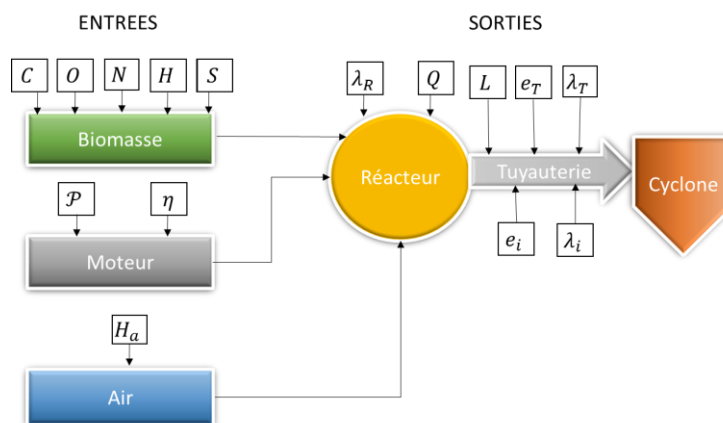 ENTREES
SORTIES
C O N H S
λ_R Q L e_T λ_T
Biomasse
Réacteur
Tuyauterie
Cyclone
𝒫 η
e_i λ_i
Moteur
H_a
Air